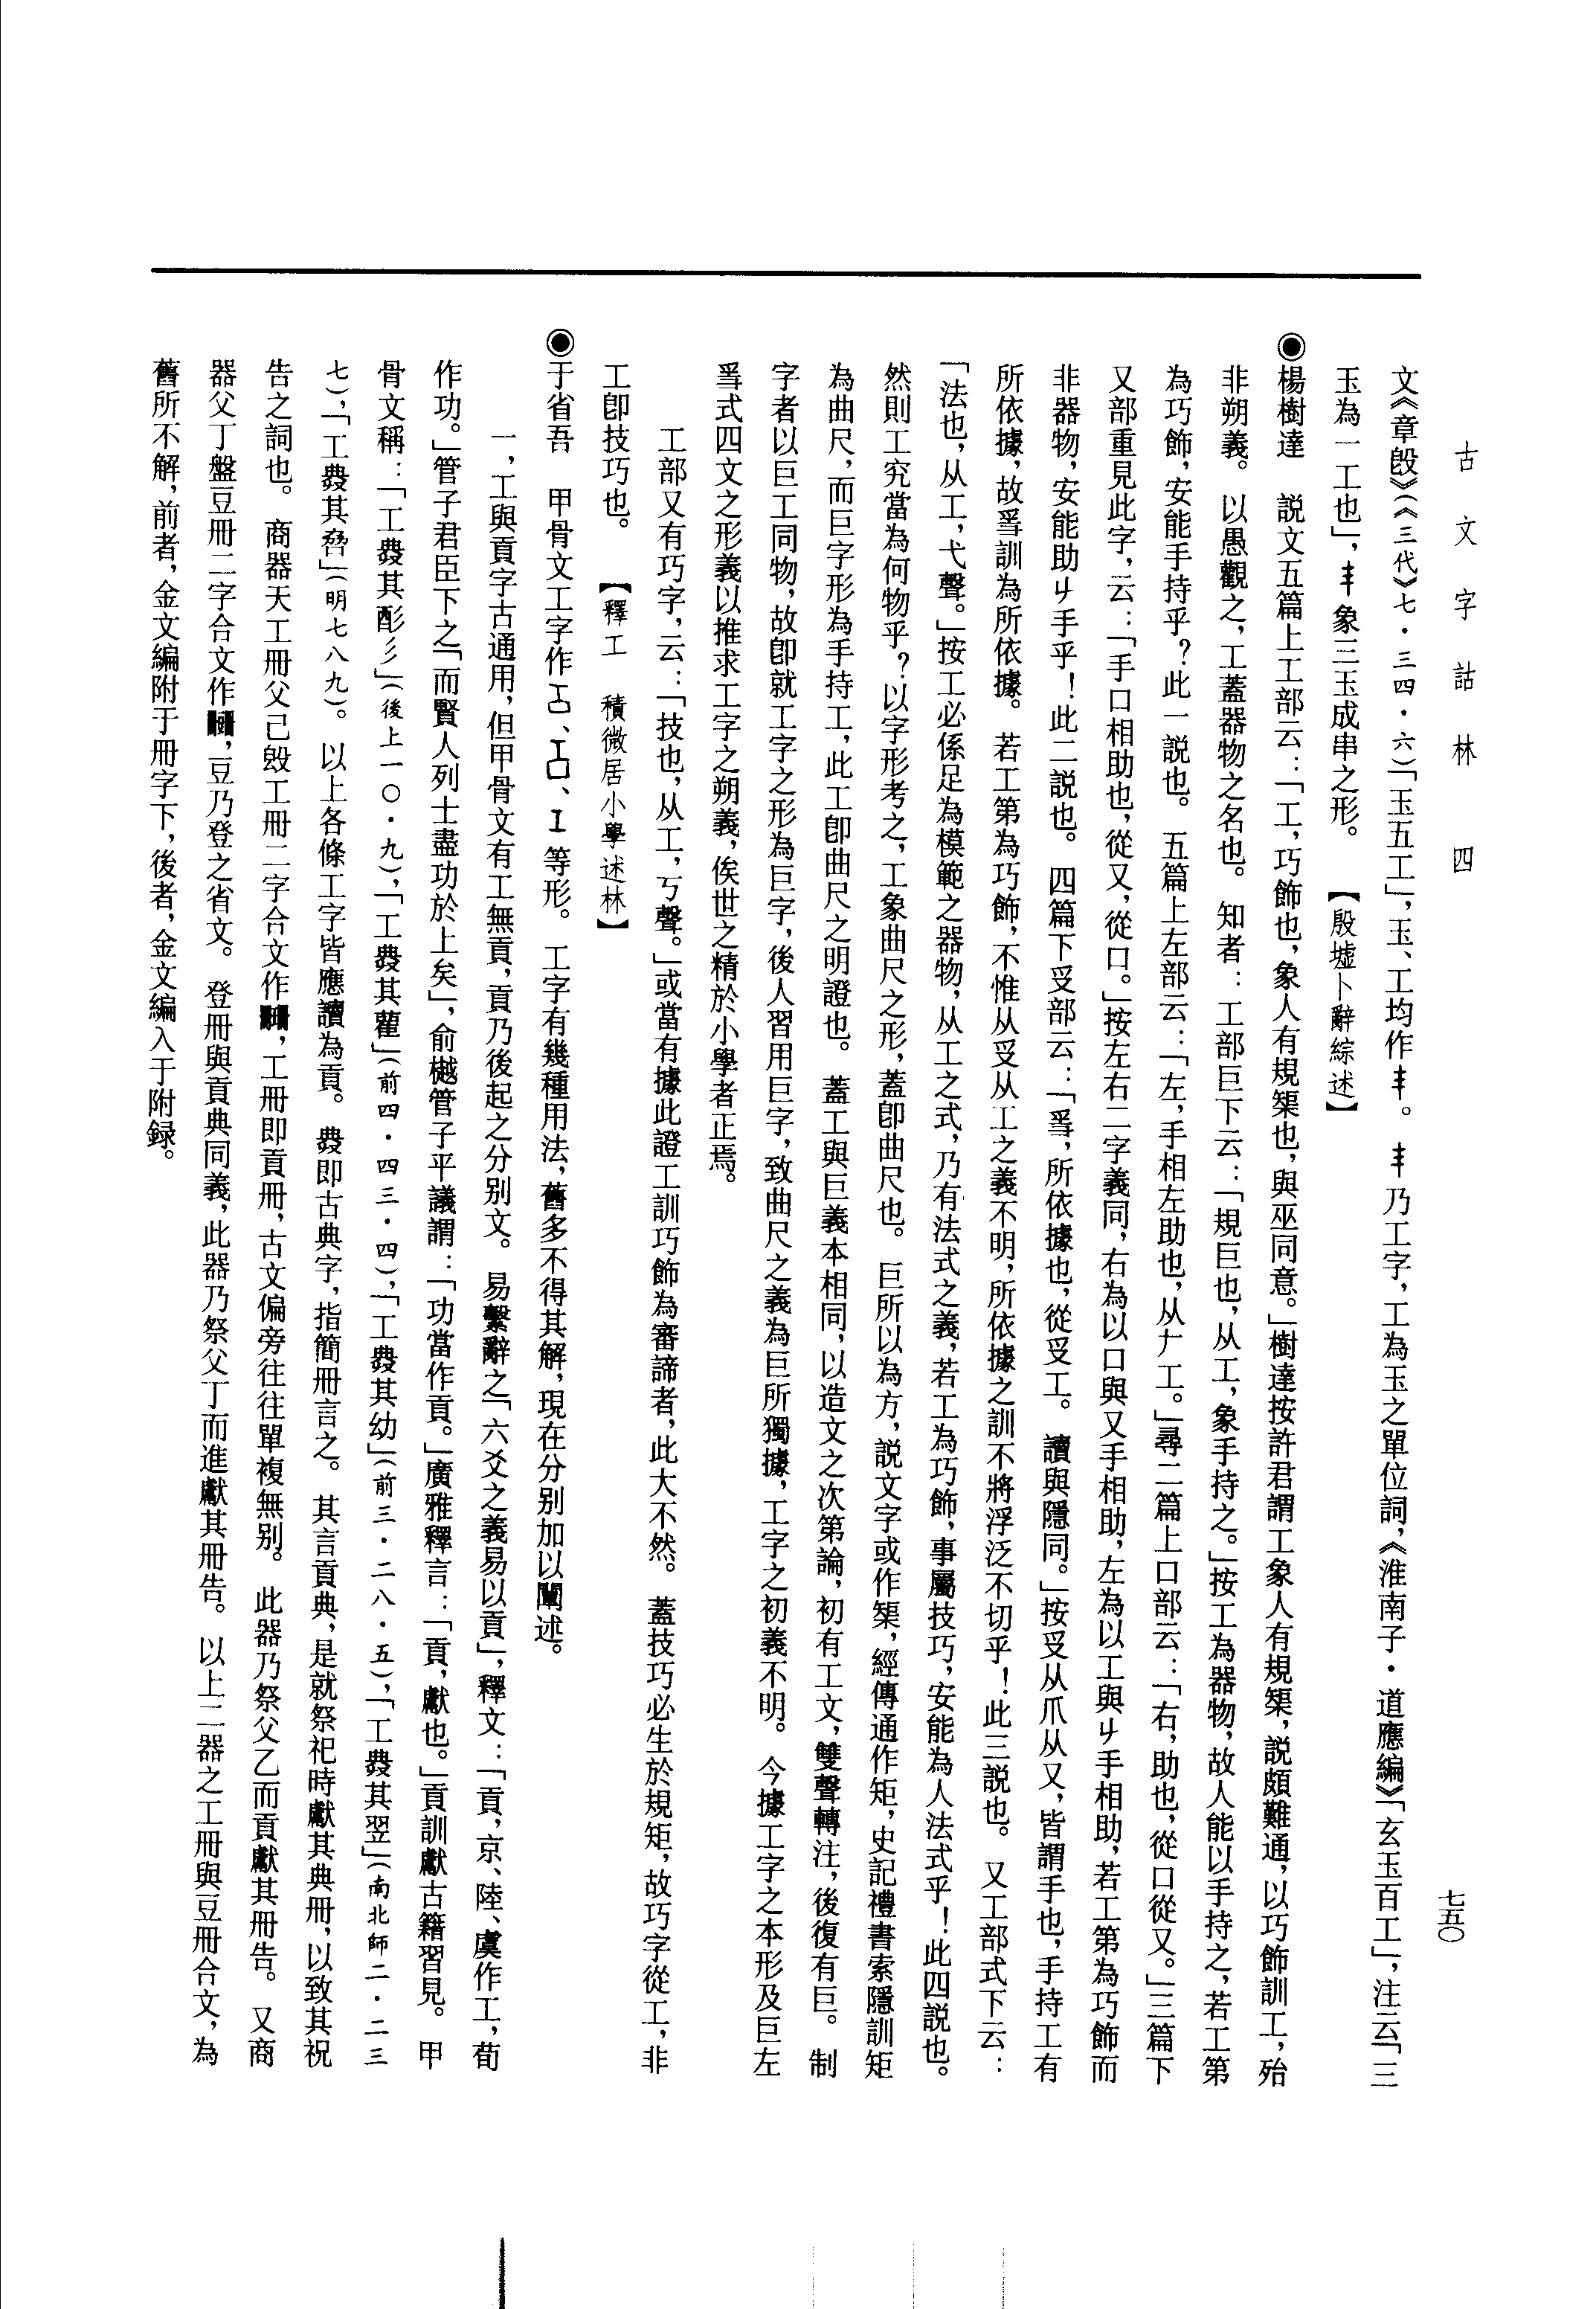 古文字詁林 四
七五〇
文《章𣪘》(《三代》七·三四·六)「玉五工」,玉、工均作。乃工字,工為玉之單位詞,《淮南子·道應編》「玄玉百工」,注云「三
玉為一工也」,象三玉成串之形。 【殷墟卜辭綜述】
◉楊樹達 説文五篇上工部云:「工,巧飾也,象人有規榘也,與巫同意。」樹達按許君謂工象人有規榘,説頗難通,以巧飾訓工,殆
非朔義。以愚觀之,工蓋器物之名也。知者:工部巨下云:「規巨也,从工,象手持之。」按工為器物,故人能以手持之,若工第
為巧飾,安能手持乎?此一説也。五篇上左部云:「左,手相左助也,从𠂇工。」尋二篇上口部云:「右,助也,從口從又。」三篇下
又部重見此字,云:「手口相助也,從又,從口。」按左右二字義同,右為以口與又手相助,左為以工與𠂇手相助,若工第為巧飾而
非器物,安能助𠂇手乎!此二説也。四篇下𠬪部云:「㥯,所依據也,從𠬪工。讀與隱同。」按𠬪从爪从又,皆謂手也,手持工有
所依據,故訓為所依據。若工第為巧飾,不惟从𠬪从工之義不明,所依據之訓不將浮泛不切乎!此三説也。又工部式下云:
「法也,从工,弋聲。」按工必係足為模範之器物,从工之式,乃有法式之義,若工為巧飾,事屬技巧,安能為人法式乎!此四説也。
然則工究當為何物乎?以字形考之,工象曲尺之形,蓋卽曲尺也。巨所以為方,説文字或作榘,經傳通作矩,史記禮書索隱訓矩
為曲尺,而巨字形為手持工,此工卽曲尺之明證也。蓋工與巨義本相同,以造文之次第論,初有工文,雙聲轉注,後復有巨。制
字者以巨工同物,故卽就工字之形為巨字,後人習用巨字,致曲尺之義為巨所獨據,工字之初義不明。今據工字之本形及巨左
式四文之形義以推求工字之朔義,俟世之精於小學者正焉。
工部又有巧字,云:「技也,从工,丂聲。」或當有據此證工訓巧飾為審諦者,此大不然。蓋技巧必生於規矩,故巧字從工,非
工卽技巧也。 【釋工 積微居小學述林】
◉于省吾 甲骨文工字作、、等形。工字有幾種用法,舊多不得其解,現在分别加以闡述。
一,工與貢字古通用,但甲骨文有工無貢,貢乃後起之分别文。易繫辭之「六爻之義易以貢」,釋文:「貢,京、陸、虞作工,荀
作功。」管子君臣下之「而賢人列士盡功於上矣」,俞樾管子平議謂:「功當作貢。」廣雅釋言:「貢,獻也。」貢訓獻古籍習見。甲
骨文稱:「工𠔓其酌彡」(後上一〇·九),「工其雚」(前四·四三·四),「工其幼」(前三·二八·五),「工其翌」(南北師二·二三
七),「工其」(明七八九)。以上各條工字皆應讀為貢。即古典字,指簡冊言之。其言貢典,是就祭祀時獻其典冊,以致其祝
告之詞也。商器天工冊父己𣪘工冊二字合文作,工冊即貢冊,古文偏旁往往單複無别。此器乃祭父乙而貢獻其冊告。又商
器父丁盤豆冊二字合文作,豆乃登之省文。登冊與貢典同義,此器乃祭父丁而進獻其冊告。以上二器之工冊與豆冊合文,為
舊所不解,前者,金文編附于冊字下,後者,金文編入于附録。